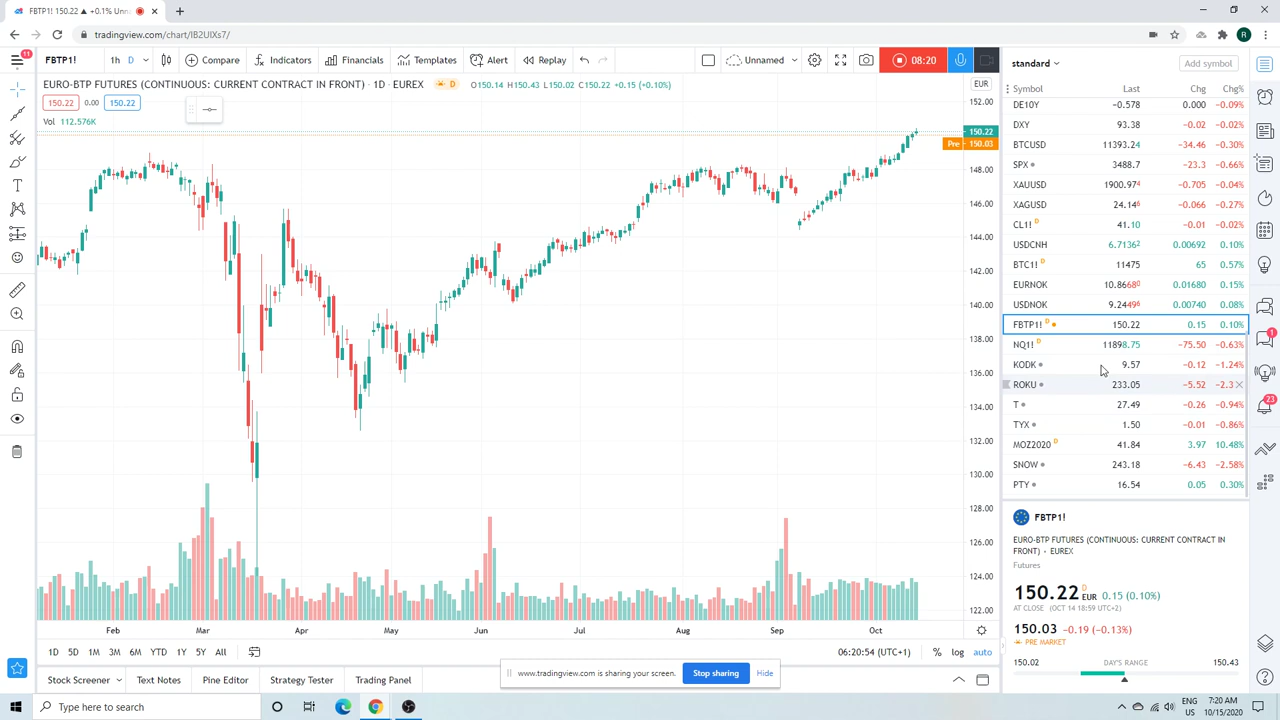 FBTP1! 150.22 ▲ +0.1% Unn
tradingview.com/chart/IB2UIXs7/
R
11
FBTP1!
1h D
Compare
Indicators
Financials
Templates
Alert
Replay
Unnamed
08:20
standard
Add symbol
EURO-BTP FUTURES (CONTINUOUS: CURRENT CONTRACT IN FRONT) · 1D · EUREX D O150.14 H150.43 L150.02 C150.22 +0.15 (+0.10%)
150.22 0.00 150.22
Vol 112.576K
EUR
152.00
150.22
Pre 150.03
148.00
146.00
144.00
142.00
140.00
138.00
136.00
134.00
132.00
130.00
128.00
126.00
124.00
122.00
Feb Mar Apr May Jun Jul Aug Sep Oct
1D 5D 1M 3M 6M YTD 1Y 5Y All
06:20:54 (UTC+1) % log auto
Stock Screener Text Notes Pine Editor Strategy Tester Trading Panel
www.tradingview.com is sharing your screen. Stop sharing Hide
Symbol Last Chg Chg%
DE10Y −0.578 0.000 −0.09%
DXY 93.38 −0.02 −0.02%
BTCUSD 11393.24 −34.46 −0.30%
SPX 3488.7 −23.3 −0.66%
XAUUSD 1900.974 −0.705 −0.04%
XAGUSD 24.146 −0.066 −0.27%
CL1! D 41.10 −0.01 −0.02%
USDCNH 6.71362 0.00692 0.10%
BTC1! D 11475 65 0.57%
EURNOK 10.86680 0.01680 0.15%
USDNOK 9.24496 0.00740 0.08%
FBTP1! D 150.22 0.15 0.10%
NQ1! D 11898.75 −75.50 −0.63%
KODK 9.57 −0.12 −1.24%
ROKU 233.05 −5.52 −2.3
T 27.49 −0.26 −0.94%
TYX 1.50 −0.01 −0.86%
MOZ2020 D 41.84 3.97 10.48%
SNOW 243.18 −6.43 −2.58%
PTY 16.54 0.05 0.30%
FBTP1!
EURO-BTP FUTURES (CONTINUOUS: CURRENT CONTRACT IN
FRONT) • EUREX
Futures
150.22 D EUR 0.15 (0.10%)
AT CLOSE (OCT 14 18:59 UTC+2)
150.03 −0.19 (−0.13%)
PRE MARKET
150.02 DAY'S RANGE 150.43
1
23
Type here to search
ENG
US
7:20 AM
10/15/2020